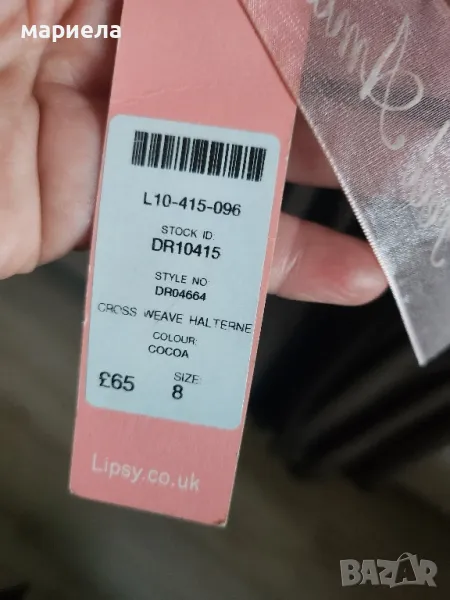 мариела
L10-415-096
STOCK ID
DR10415
STYLE NO
DR04664
CROSS WEAVE HALTERNE
COLOUR:
COCOA
£65
SIZE:
8
Lipsy.co.uk
BAZAR